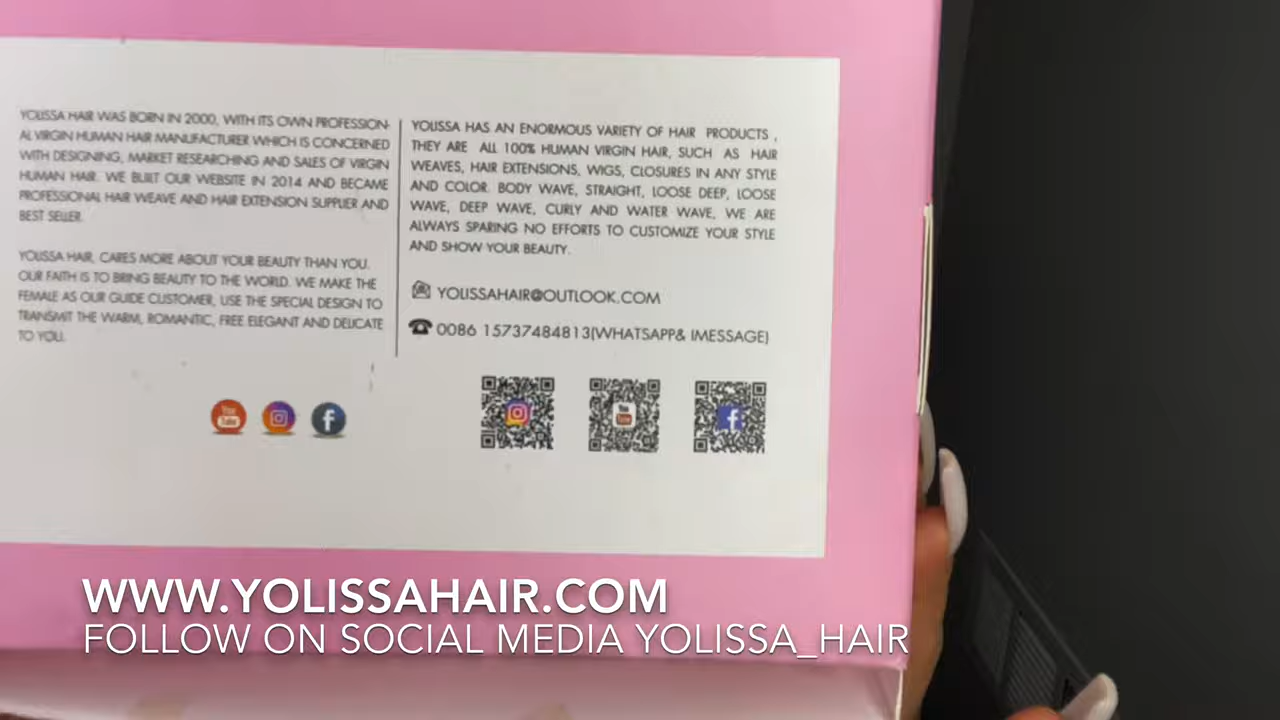 YOLISSA HAIR WAS BORN IN 2000, WITH ITS OWN PROFESSION-
AL VIRGIN HUMAN HAIR MANUFACTURER WHICH IS CONCERNED
WITH DESIGNING, MARKET RESEARCHING AND SALES OF VIRGIN
HUMAN HAIR. WE BUILT OUR WEBSITE IN 2014 AND BECAME
PROFESSIONAL HAIR WEAVE AND HAIR EXTENSION SUPPLIER AND
BEST SELLER.
YOLISSA HAIR, CARES MORE ABOUT YOUR BEAUTY THAN YOU.
OUR FAITH IS TO BRING BEAUTY TO THE WORLD. WE MAKE THE
FEMALE AS OUR GUIDE CUSTOMER, USE THE SPECIAL DESIGN TO
TRANSMIT THE WARM, ROMANTIC, FREE ELEGANT AND DELICATE
TO YOU.
You
Tube
YOLISSA HAS AN ENORMOUS VARIETY OF HAIR PRODUCTS ,
THEY ARE ALL 100% HUMAN VIRGIN HAIR, SUCH AS HAIR
WEAVES, HAIR EXTENSIONS, WIGS, CLOSURES IN ANY STYLE
AND COLOR. BODY WAVE, STRAIGHT, LOOSE DEEP, LOOSE
WAVE, DEEP WAVE, CURLY AND WATER WAVE, WE ARE
ALWAYS SPARING NO EFFORTS TO CUSTOMIZE YOUR STYLE
AND SHOW YOUR BEAUTY.
YOLISSAHAIR@OUTLOOK.COM
0086 15737484813(WHATSAPP& IMESSAGE)
You
Tube
WWW.YOLISSAHAIR.COM
FOLLOW ON SOCIAL MEDIA YOLISSA_HAIR